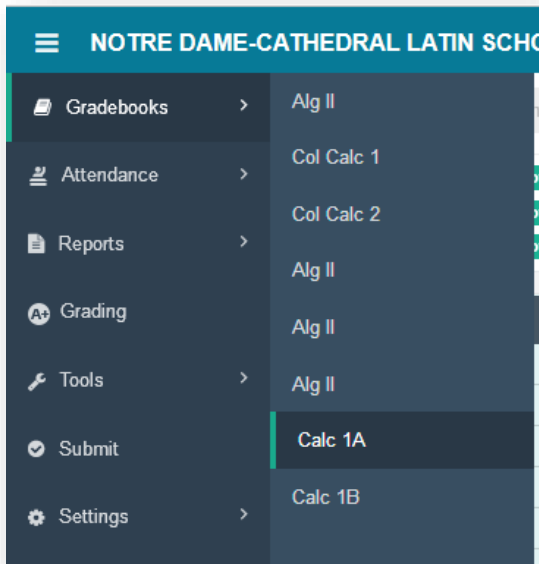 NOTRE DAME-CATHEDRAL LATIN
Gradebooks
Attendance
Reports
A+ Grading
Tools
Submit
Settings
Alg II
Col Calc 1
Col Calc 2
Alg II
Alg II
Alg II
Calc 1A
Calc 1B